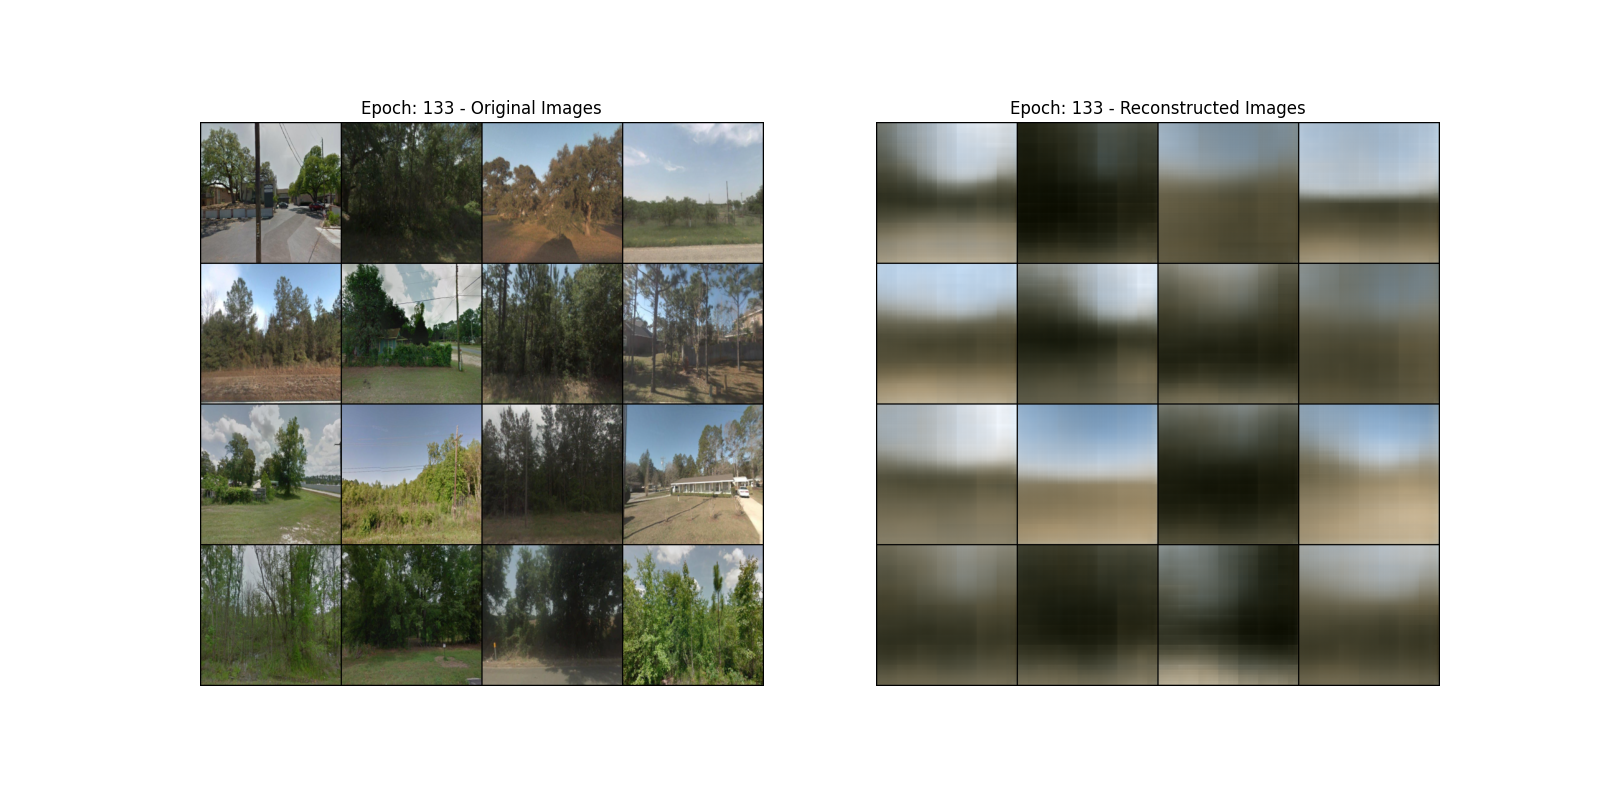 Epoch: 133 - Original Images
Epoch: 133 - Reconstructed Images